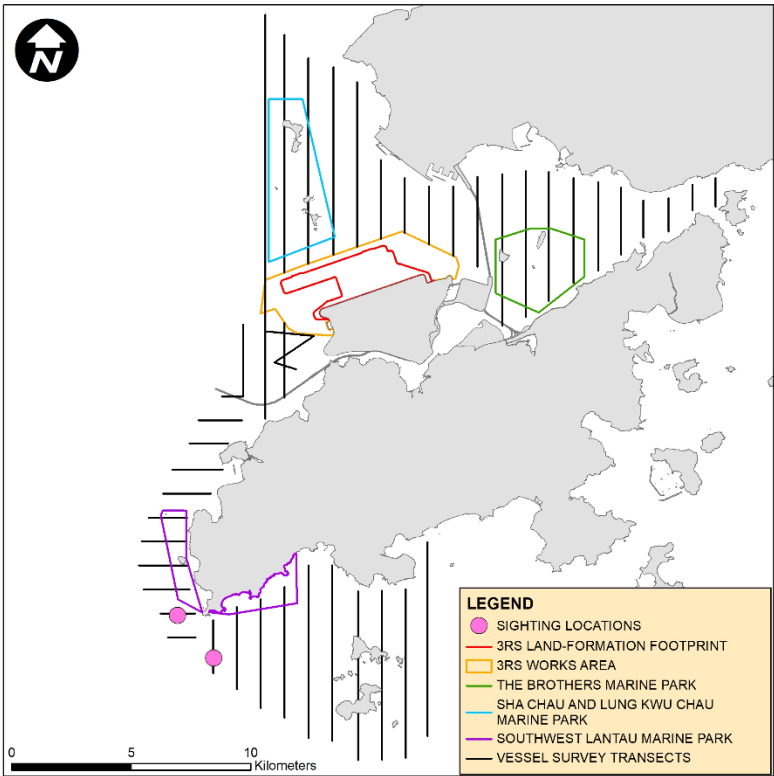 N
LEGEND
SIGHTING LOCATIONS
3RS LAND-FORMATION FOOTPRINT
3RS WORKS AREA
THE BROTHERS MARINE PARK
SHA CHAU AND LUNG KWU CHAU
MARINE PARK
SOUTHWEST LANTAU MARINE PARK
VESSEL SURVEY TRANSECTS
0 5 10
Kilometers